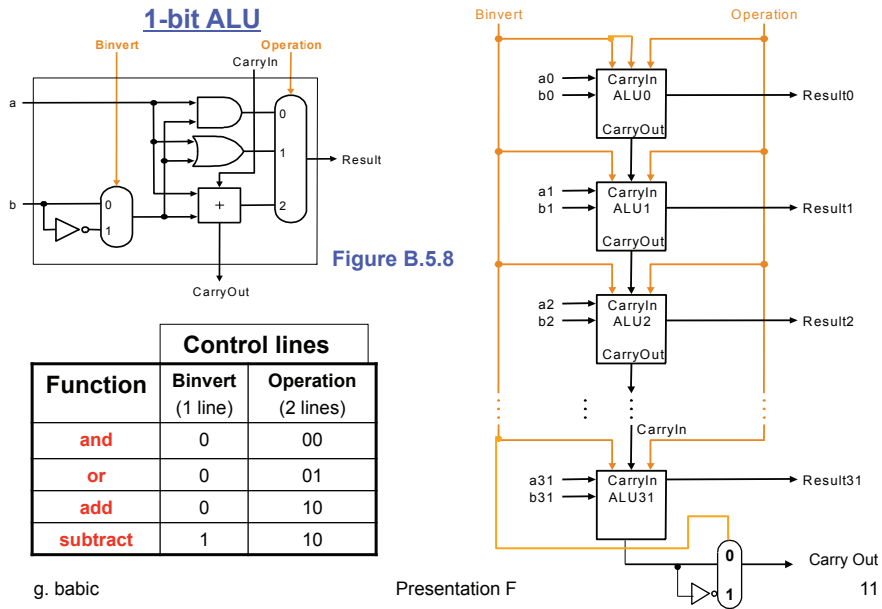 1-bit ALU
Binvert
Operation
CarryIn
a
0
1
Result
b
0
1
+
2
CarryOut
Figure B.5.8
Control lines
Function
Binvert
(1 line)
Operation
(2 lines)
and 0 00
or 0 01
add 0 10
subtract 1 10
Binvert
Operation
a0
b0
CarryIn
ALU0
CarryOut
Result0
a1
b1
CarryIn
ALU1
CarryOut
Result1
a2
b2
CarryIn
ALU2
CarryOut
Result2
CarryIn
a31
b31
CarryIn
ALU31
Result31
0
1
Carry Out
g. babic
Presentation F
11